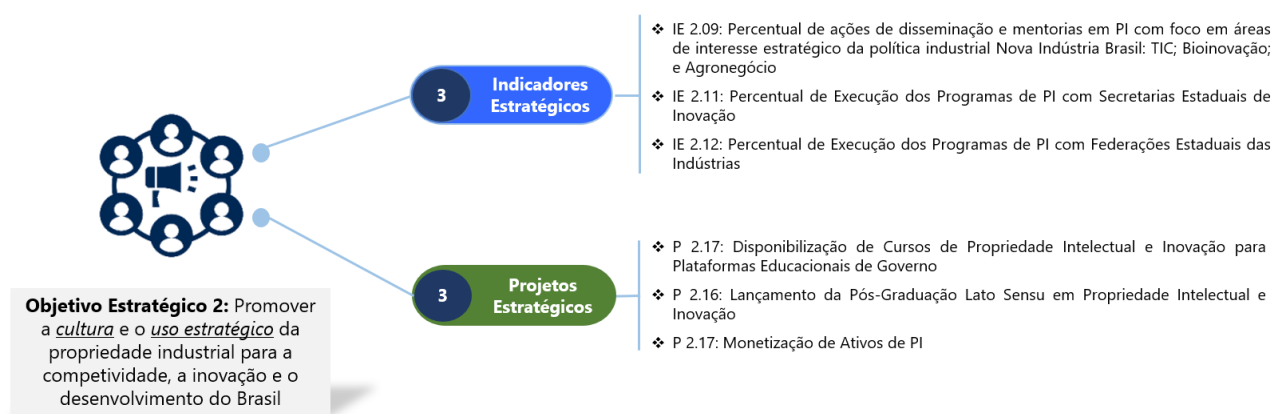 ❖ IE 2.09: Percentual de ações de disseminação e mentorias em PI com foco em áreas
de interesse estratégico da política industrial Nova Indústria Brasil: TIC; Bioinovação;
e Agronegócio
❖ IE 2.11: Percentual de Execução dos Programas de PI com Secretarias Estaduais de
Inovação
❖ IE 2.12: Percentual de Execução dos Programas de PI com Federações Estaduais das
Indústrias
3
Indicadores
Estratégicos
❖ P 2.17: Disponibilização de Cursos de Propriedade Intelectual e Inovação para
Plataformas Educacionais de Governo
❖ P 2.16: Lançamento da Pós-Graduação Lato Sensu em Propriedade Intelectual e
Inovação
❖ P 2.17: Monetização de Ativos de PI
3
Projetos
Estratégicos
Objetivo Estratégico 2: Promover
a cultura e o uso estratégico da
propriedade industrial para a
competividade, a inovação e o
desenvolvimento do Brasil